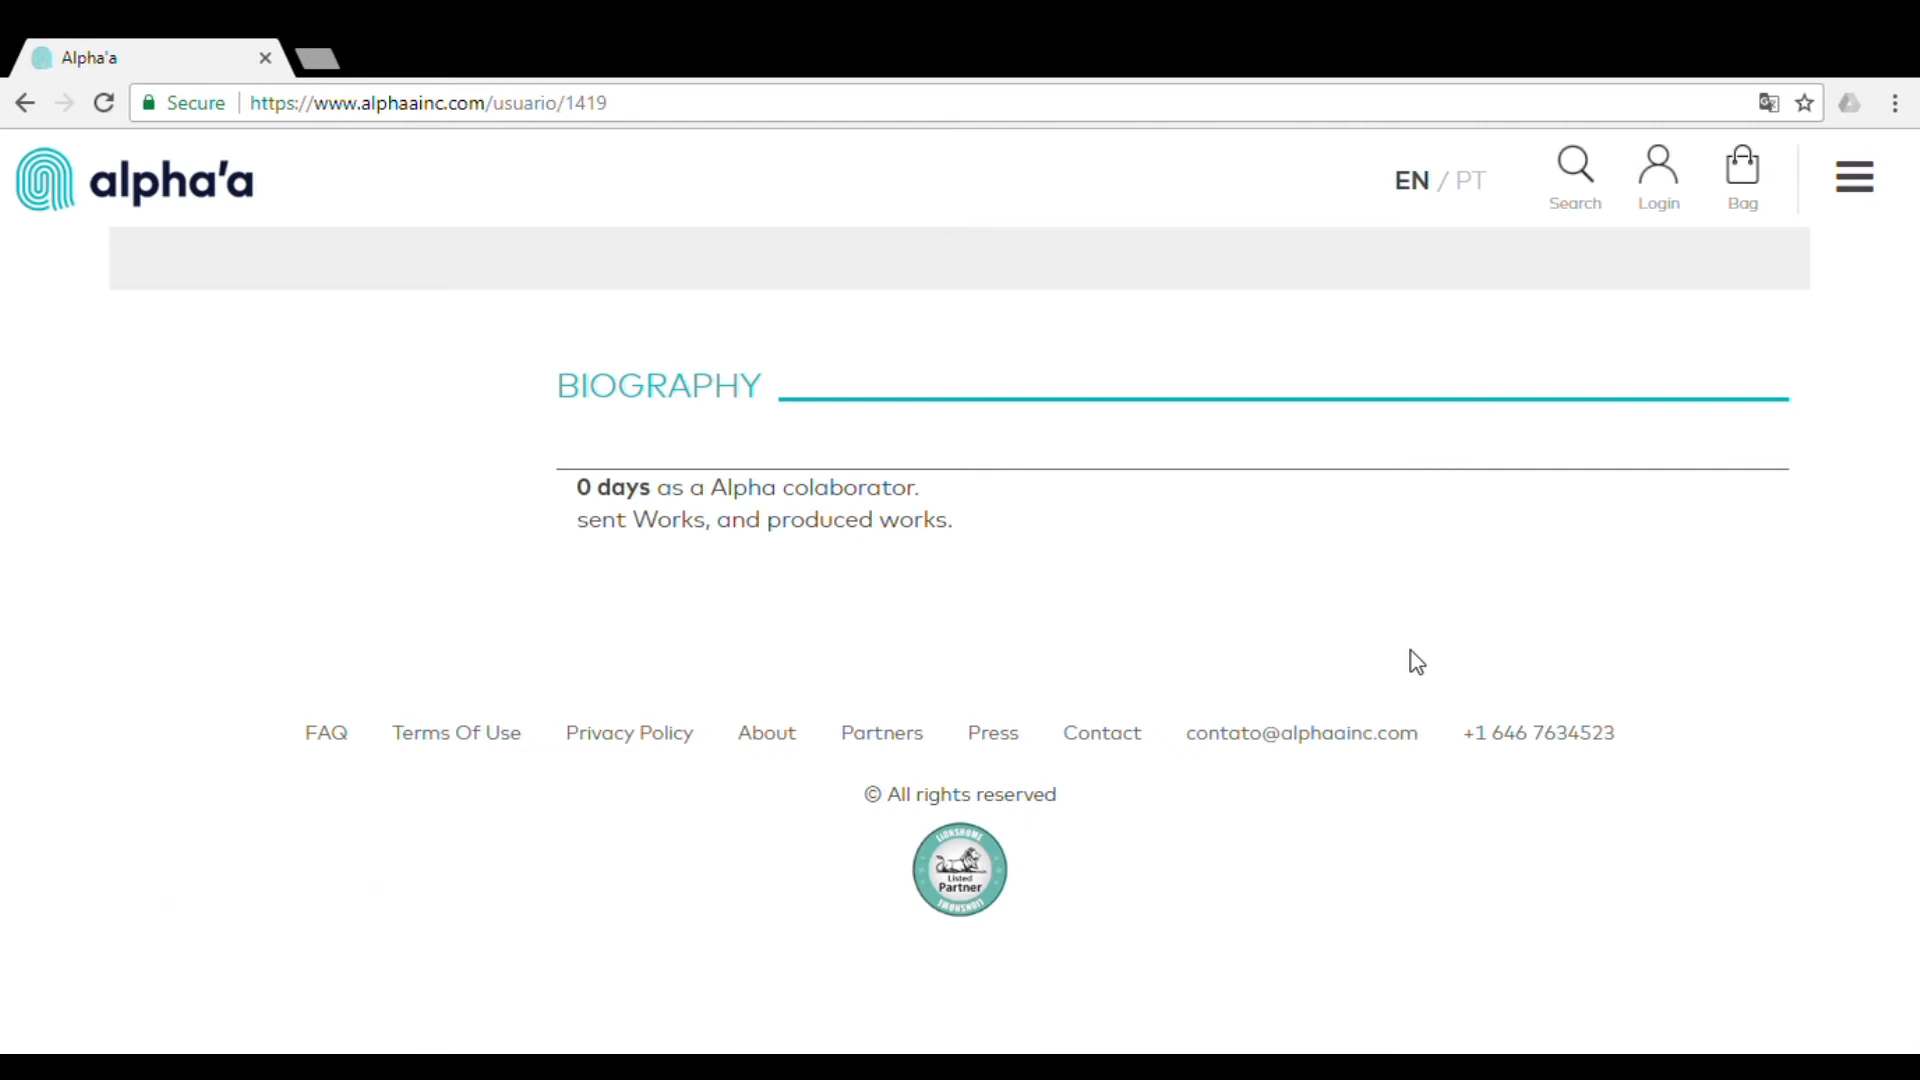 Alpha'a
Secure https://www.alphaainc.com/usuario/1419
alpha'a
EN / PT
Search Login Bag
BIOGRAPHY
0 days as a Alpha colaborator.
sent Works, and produced works.
FAQ Terms Of Use Privacy Policy About Partners Press Contact contato@alphaainc.com +1 646 7634523
© All rights reserved
LIONSHOME
Listed
Partner
LIONSHOME